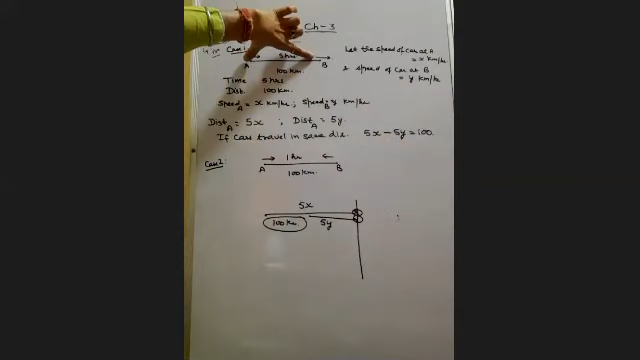 Ch-3
Case 1
5 hrs
A B
100 km.
Let the speed of Car at A = x km/hr
& speed of Car at B = y km/hr
Time 5 hrs
Dist. 100 km.
Speed A = x km/hr ; Speed B = y km/hr
Dist A = 5x ; Dist A = 5y.
If Cars travel in same dir. 5x - 5y = 100.
Case 2:
1 hr
A B
100 km.
5x
100 km 5y